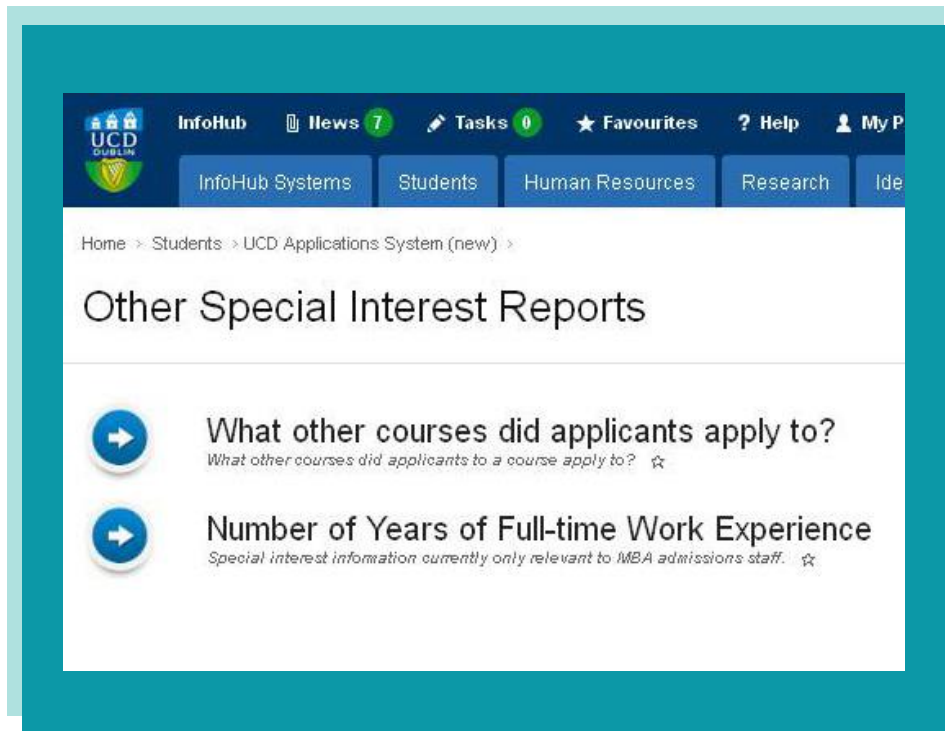 UCD
DUBLIN
InfoHub News 7 Tasks 0 Favourites ? Help My P
InfoHub Systems Students Human Resources Research Ide
Home > Students > UCD Applications System (new) >
Other Special Interest Reports
What other courses did applicants apply to?
What other courses did applicants to a course apply to?
Number of Years of Full-time Work Experience
Special interest information currently only relevant to MBA admissions staff.